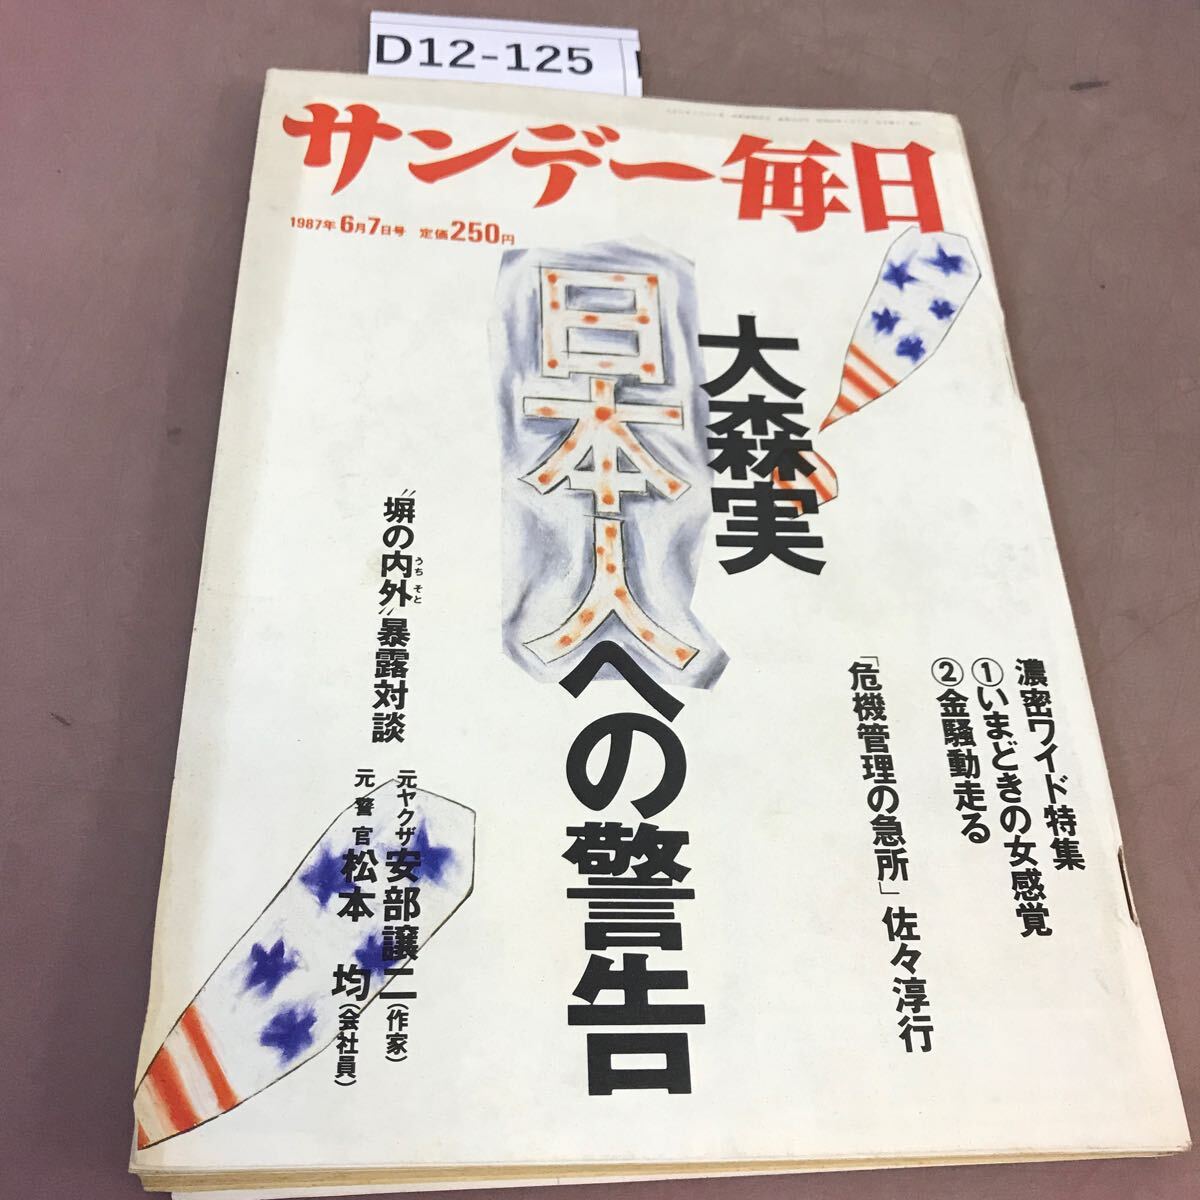 D12-125
サンデー毎日
1987年6月7日号 定価250円
大森実
日本人への警告
濃密ワイド特集
①いまどきの女感覚
②金騒動走る
「危機管理の急所」佐々淳行
"塀の内外"暴露対談
うち そと
元ヤクザ 安部譲二(作家)
元警官 松本 均(会社員)